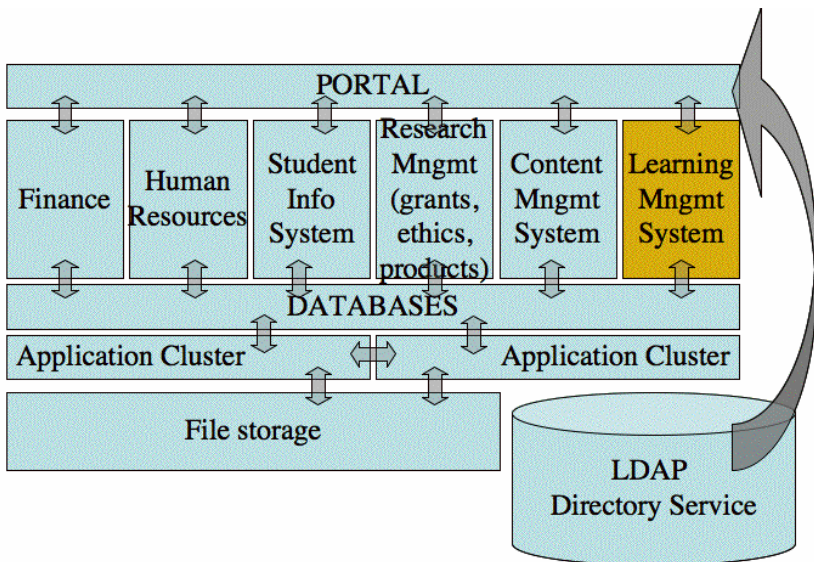 PORTAL
Finance
Human
Resources
Student
Info
System
Research
Mngmt
(grants,
ethics,
products)
Content
Mngmt
System
Learning
Mngmt
System
DATABASES
Application Cluster
Application Cluster
File storage
LDAP
Directory Service